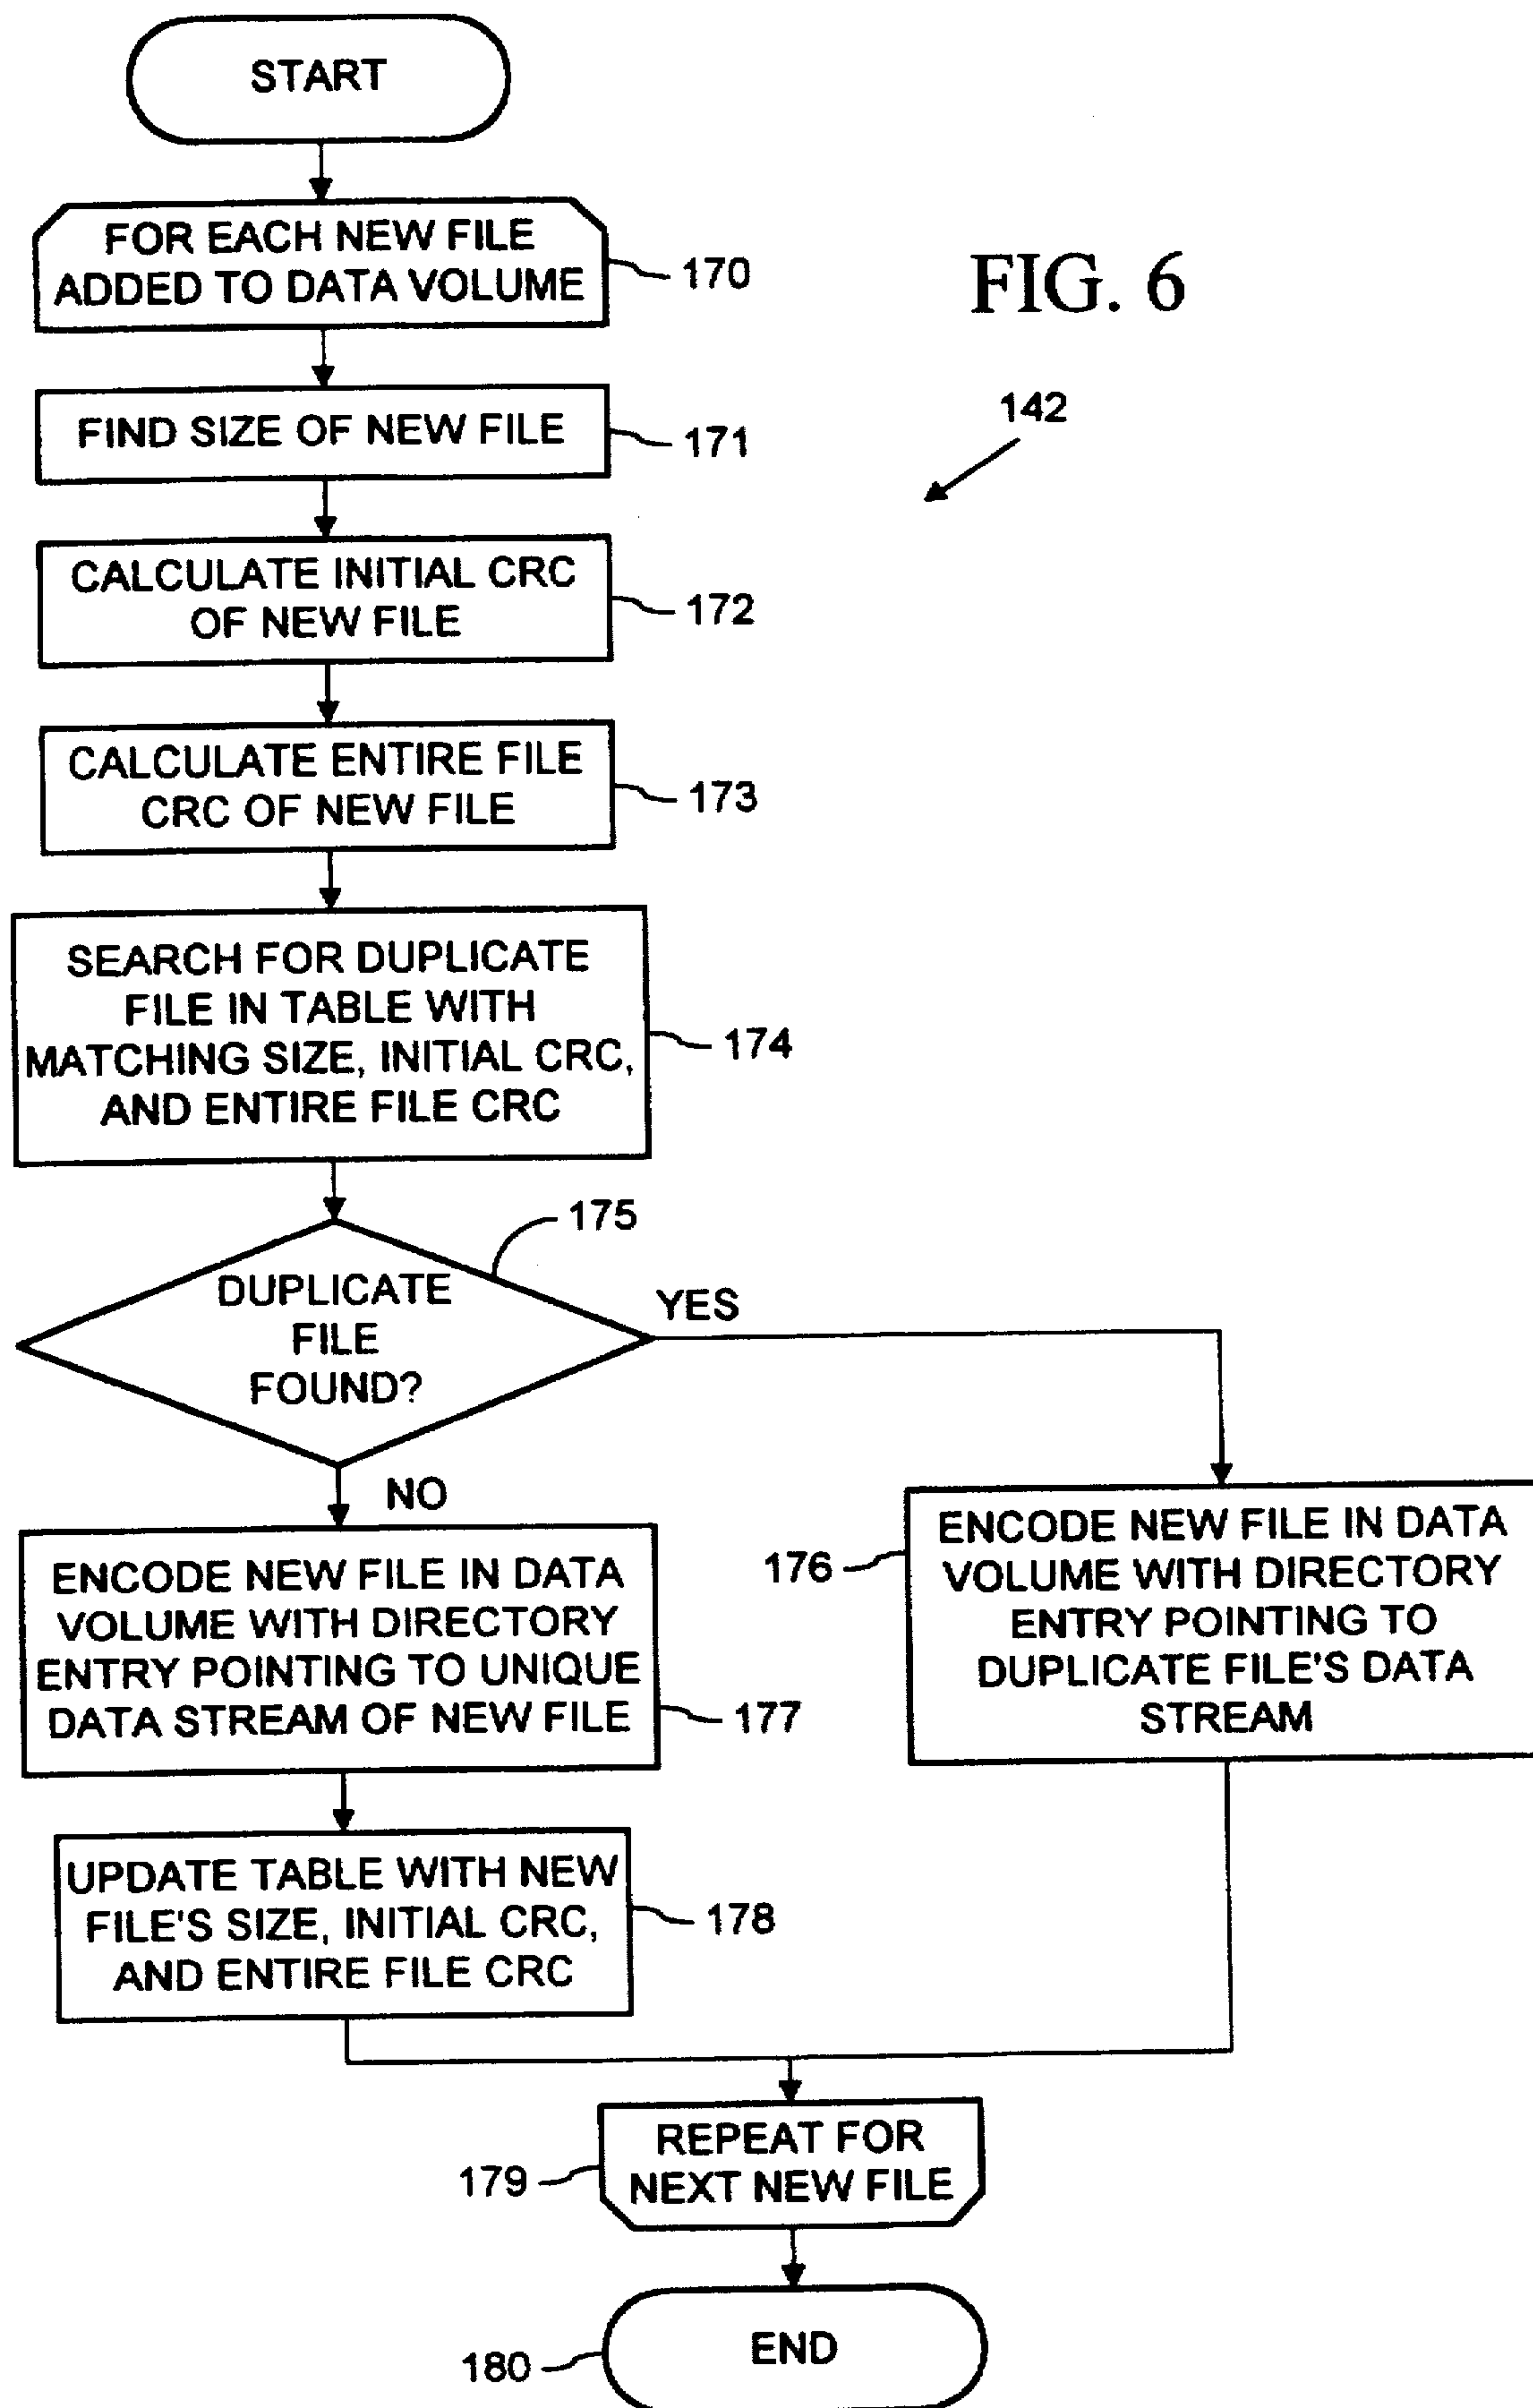 START
FOR EACH NEW FILE
ADDED TO DATA VOLUME
170
FIG. 6
142
FIND SIZE OF NEW FILE
171
CALCULATE INITIAL CRC
OF NEW FILE
172
CALCULATE ENTIRE FILE
CRC OF NEW FILE
173
SEARCH FOR DUPLICATE
FILE IN TABLE WITH
MATCHING SIZE, INITIAL CRC,
AND ENTIRE FILE CRC
174
175
DUPLICATE
FILE
FOUND?
YES
NO
ENCODE NEW FILE IN DATA
VOLUME WITH DIRECTORY
ENTRY POINTING TO UNIQUE
DATA STREAM OF NEW FILE
177
176
ENCODE NEW FILE IN DATA
VOLUME WITH DIRECTORY
ENTRY POINTING TO
DUPLICATE FILE'S DATA
STREAM
UPDATE TABLE WITH NEW
FILE'S SIZE, INITIAL CRC,
AND ENTIRE FILE CRC
178
REPEAT FOR
NEXT NEW FILE
179
END
180